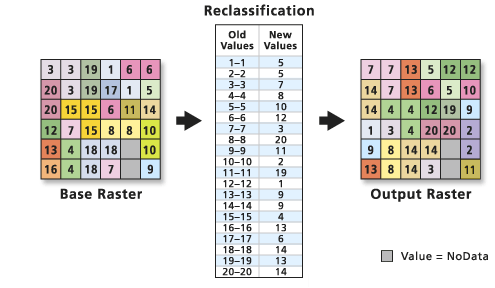 Reclassification
Old Values New Values
3 3 19 1 6 6
20 3 19 17 1 5
20 15 15 6 11 14
12 7 15 8 8 10
13 4 18 18 10
16 4 18 7 9
Base Raster
1–1 5
2–2 5
3–3 7
4–4 8
5–5 10
6–6 12
7–7 3
8–8 20
9–9 11
10–10 2
11–11 19
12–12 1
13–13 9
14–14 9
15–15 4
16–16 13
17–17 6
18–18 14
19–19 13
20–20 14
7 7 13 5 12 12
14 7 13 6 5 10
14 4 4 12 19 9
1 3 4 20 20 2
9 8 14 14 2
13 8 14 3 11
Output Raster
Value = NoData